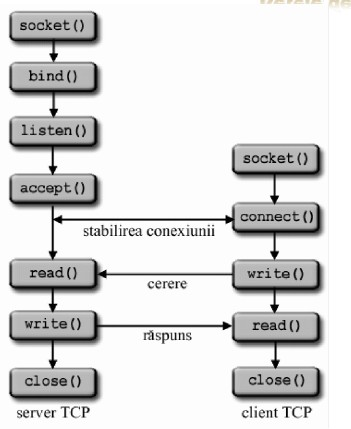 socket()
bind()
listen()
accept()
socket()
connect()
stabilirea conexiunii
read()
write()
cerere
write()
read()
răspuns
close()
close()
server TCP
client TCP